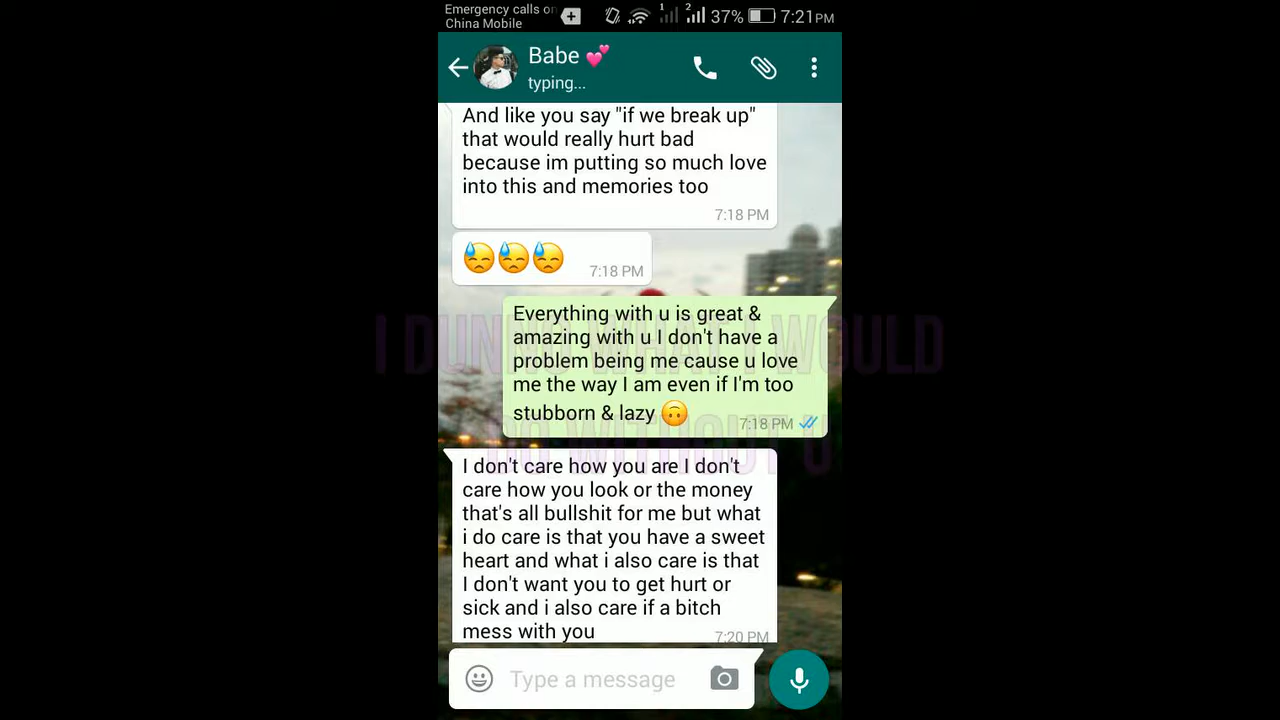 Emergency calls on
China Mobile
1
2
37%
7:21PM
Babe 💕
typing...
And like you say "if we break up"
that would really hurt bad
because im putting so much love
into this and memories too
7:18 PM
😓😓😓 7:18 PM
Everything with u is great &
amazing with u I don't have a
problem being me cause u love
me the way I am even if I'm too
stubborn & lazy 🙃
7:18 PM
I DUNNO WHAT I WOULD
DO WITHOUT U
I don't care how you are I don't
care how you look or the money
that's all bullshit for me but what
i do care is that you have a sweet
heart and what i also care is that
I don't want you to get hurt or
sick and i also care if a bitch
mess with you
7:20 PM
Type a message